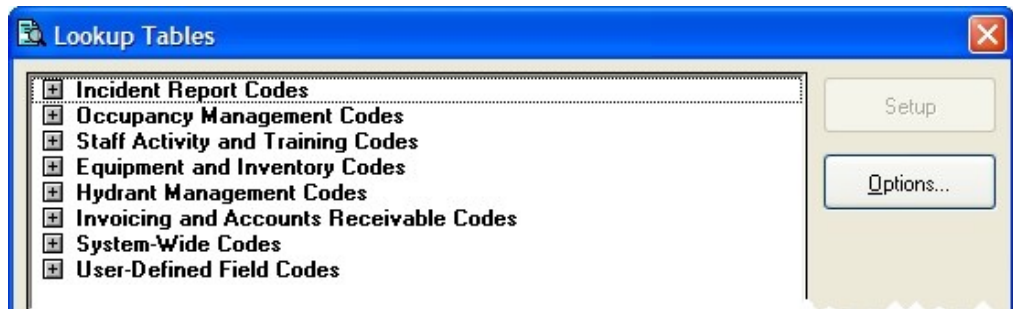 Lookup Tables
Incident Report Codes
Occupancy Management Codes
Staff Activity and Training Codes
Equipment and Inventory Codes
Hydrant Management Codes
Invoicing and Accounts Receivable Codes
System-Wide Codes
User-Defined Field Codes
Setup
Options...